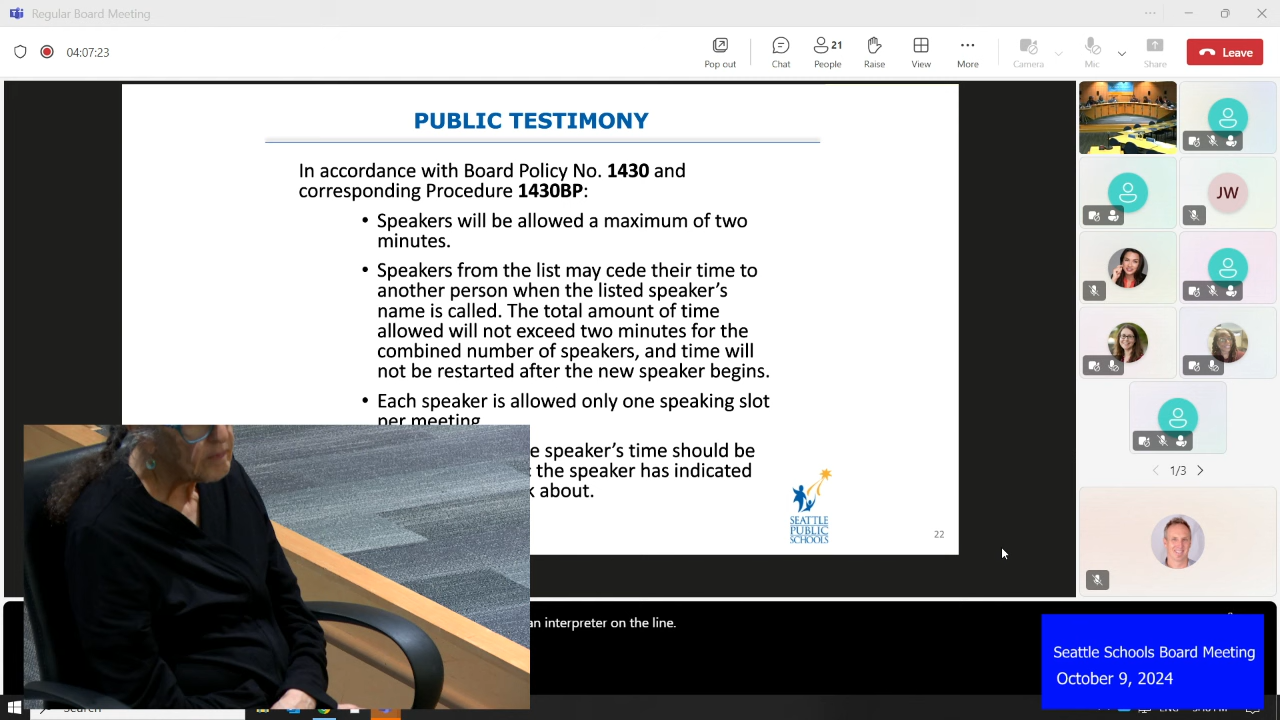 Regular Board Meeting
04:07:23
Pop out
Chat
21
People
Raise
View
More
Camera
Mic
Share
Leave
PUBLIC TESTIMONY
In accordance with Board Policy No. 1430 and
corresponding Procedure 1430BP:
• Speakers will be allowed a maximum of two
minutes.
• Speakers from the list may cede their time to
another person when the listed speaker's
name is called. The total amount of time
allowed will not exceed two minutes for the
combined number of speakers, and time will
not be restarted after the new speaker begins.
• Each speaker is allowed only one speaking slot
per meeting
e speaker's time should be
the speaker has indicated
about.
SEATTLE
PUBLIC
SCHOOLS
22
JW
1/3
an interpreter on the line.
Seattle Schools Board Meeting
October 9, 2024
Search